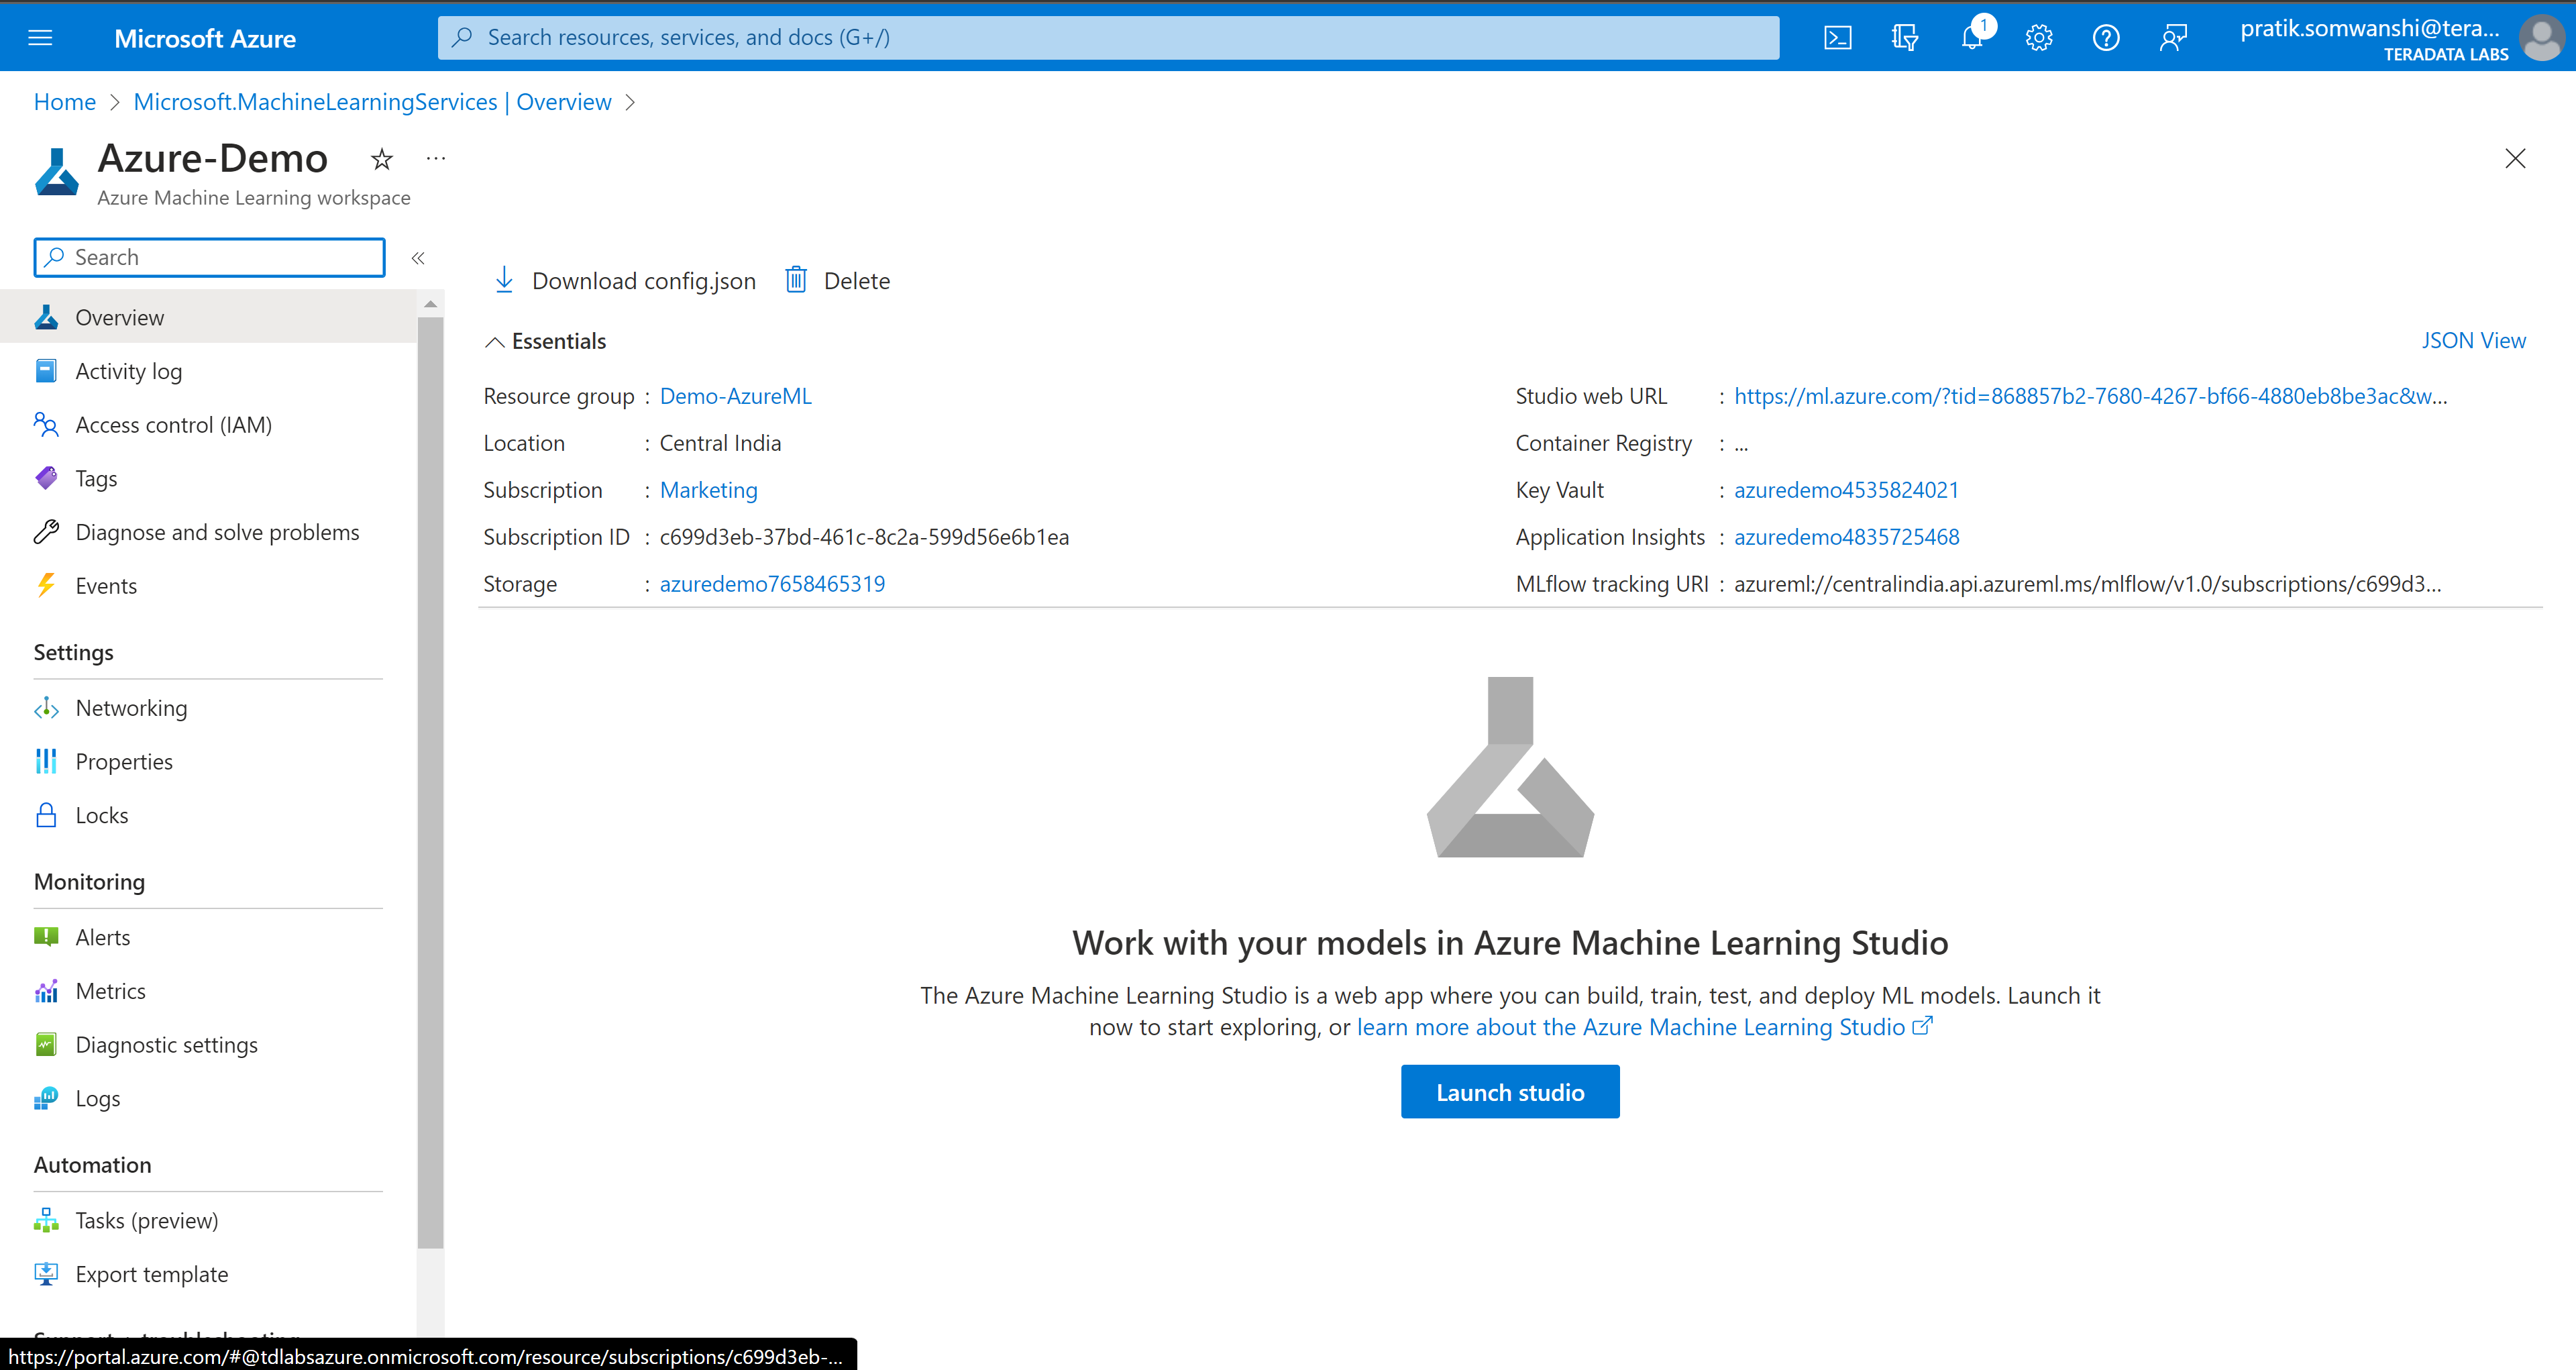 Microsoft Azure
Search resources, services, and docs (G+/)
1
pratik.somwanshi@tera...
TERADATA LABS
Home > Microsoft.MachineLearningServices | Overview >
Azure-Demo
Azure Machine Learning workspace
Search
Overview
Activity log
Access control (IAM)
Tags
Diagnose and solve problems
Events
Settings
Networking
Properties
Locks
Monitoring
Alerts
Metrics
Diagnostic settings
Logs
Automation
Tasks (preview)
Export template
Download config.json
Delete
Essentials
JSON View
Resource group : Demo-AzureML
Location : Central India
Subscription : Marketing
Subscription ID : c699d3eb-37bd-461c-8c2a-599d56e6b1ea
Storage : azuredemo7658465319
Studio web URL : https://ml.azure.com/?tid=868857b2-7680-4267-bf66-4880eb8be3ac&w...
Container Registry : ...
Key Vault : azuredemo4535824021
Application Insights : azuredemo4835725468
MLflow tracking URI : azureml://centralindia.api.azureml.ms/mlflow/v1.0/subscriptions/c699d3...
Work with your models in Azure Machine Learning Studio
The Azure Machine Learning Studio is a web app where you can build, train, test, and deploy ML models. Launch it
now to start exploring, or learn more about the Azure Machine Learning Studio
Launch studio
https://portal.azure.com/#@tdlabsazure.onmicrosoft.com/resource/subscriptions/c699d3eb-...